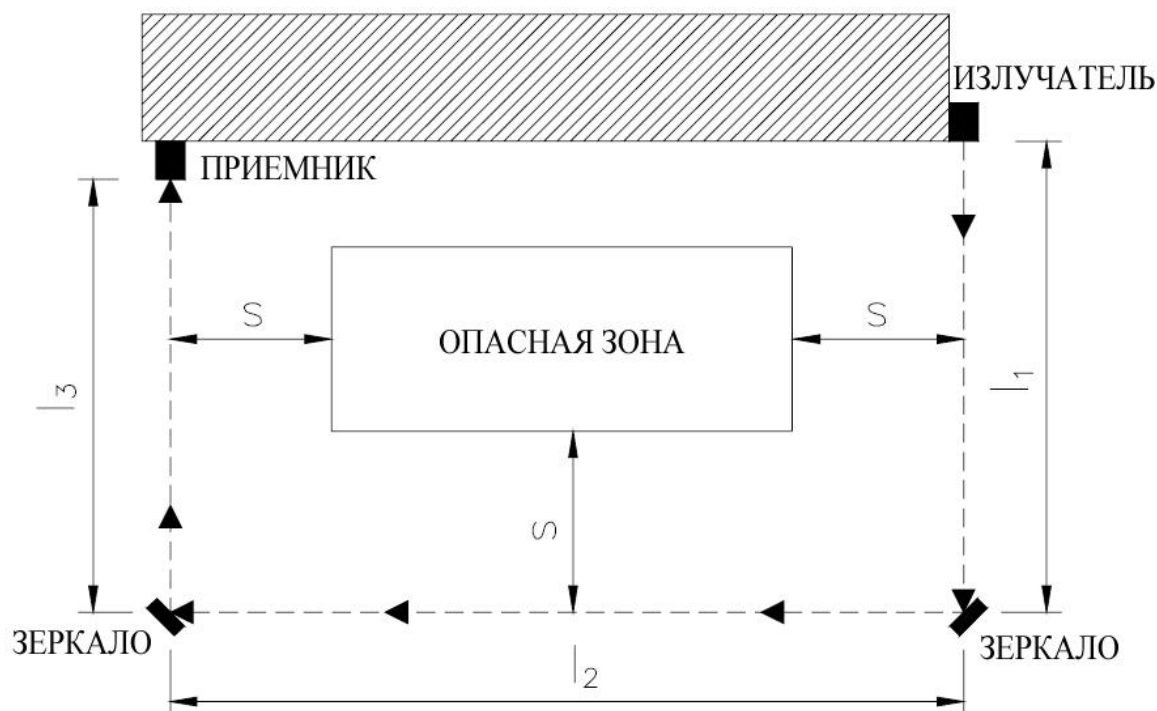 ИЗЛУЧАТЕЛЬ
ПРИЕМНИК
S
S
ОПАСНАЯ ЗОНА
l3
l1
S
ЗЕРКАЛО
ЗЕРКАЛО
l2